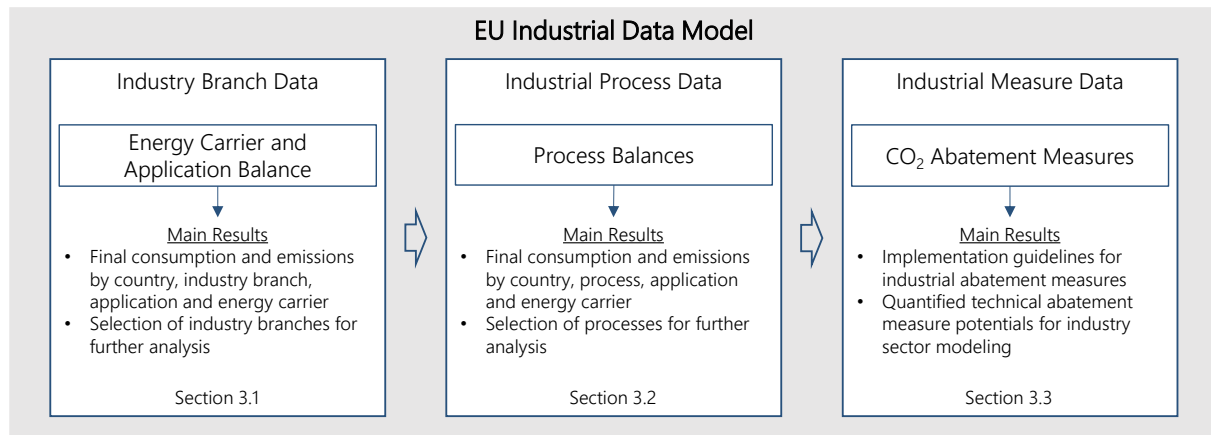 EU Industrial Data Model
Industry Branch Data
Energy Carrier and
Application Balance
Main Results
• Final consumption and emissions
by country, industry branch,
application and energy carrier
• Selection of industry branches for
further analysis
Section 3.1
Industrial Process Data
Process Balances
Main Results
• Final consumption and emissions
by country, process, application
and energy carrier
• Selection of processes for further
analysis
Section 3.2
Industrial Measure Data
CO₂ Abatement Measures
Main Results
• Implementation guidelines for
industrial abatement measures
• Quantified technical abatement
measure potentials for industry
sector modeling
Section 3.3